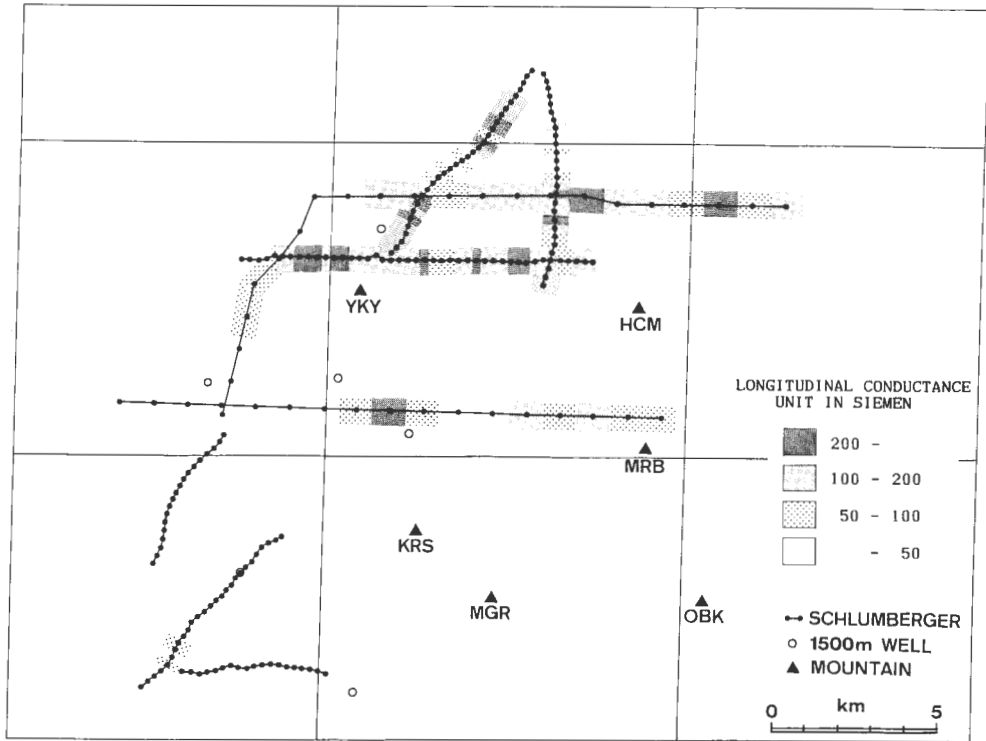 YKY
HCM
MRB
KRS
MGR
OBK
LONGITUDINAL CONDUCTANCE
UNIT IN SIEMEN
200 -
100 - 200
50 - 100
- 50
SCHLUMBERGER
1500m WELL
MOUNTAIN
km
0 5